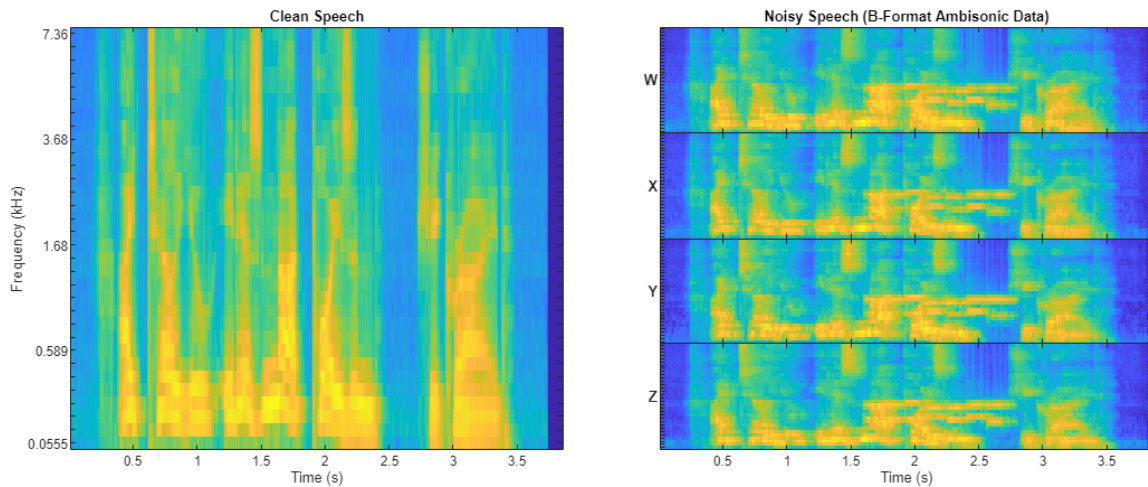 Clean Speech
7.36
3.68
1.68
0.589
0.0555
Frequency (kHz)
0.5 1 1.5 2 2.5 3 3.5
Time (s)
Noisy Speech (B-Format Ambisonic Data)
W
X
Y
Z
0.5 1 1.5 2 2.5 3 3.5
Time (s)